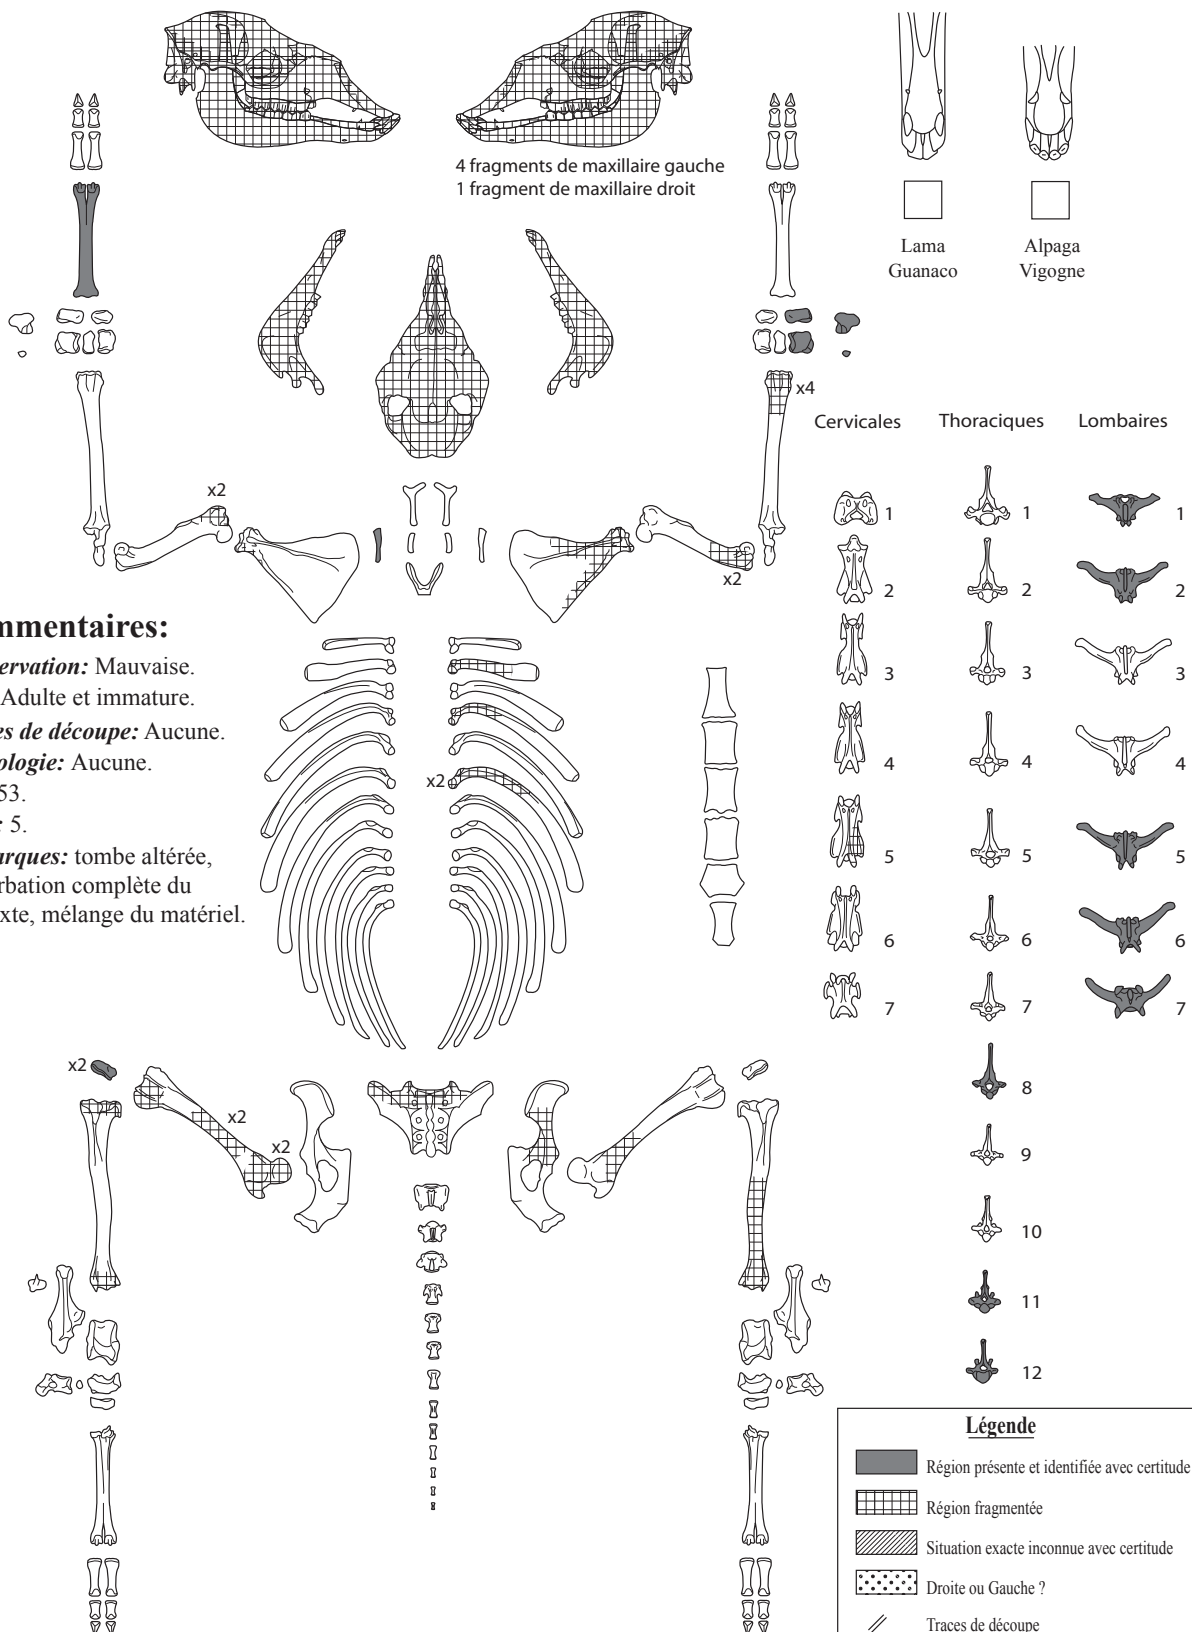 4 fragments de maxillaire gauche
1 fragment de maxillaire droit
Lama
Guanaco
Alpaga
Vigogne
x4
Cervicales
Thoraciques
Lombaires
x2
x2
1
2
3
4
5
6
7
1
2
3
4
5
6
7
8
9
10
11
12
1
2
3
4
5
6
7
mmentaires:
ervation: Mauvaise.
Adulte et immature.
es de découpe: Aucune.
ologie: Aucune.
53.
: 5.
arques: tombe altérée,
rbation complète du
exte, mélange du matériel.
x2
x2
x2
x2
Légende
Région présente et identifiée avec certitude
Région fragmentée
Situation exacte inconnue avec certitude
Droite ou Gauche ?
Traces de découpe